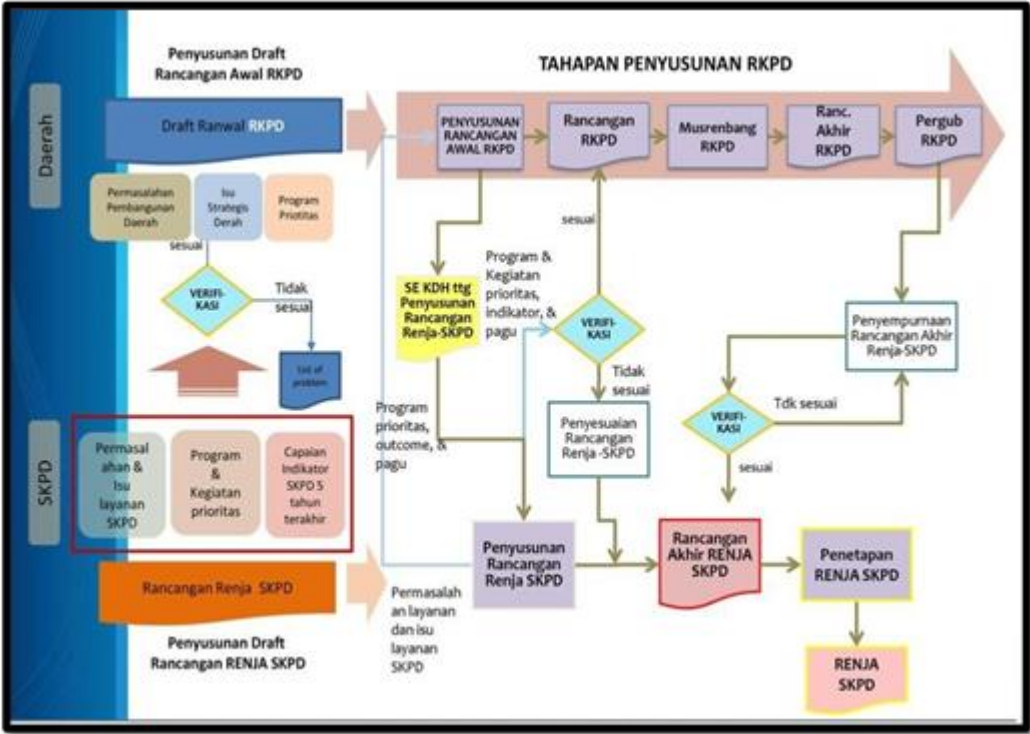 Penyusunan Draft
Rancangan Awal RKPD
TAHAPAN PENYUSUNAN RKPD
Daerah
Draft Ranwal RKPD
PENYUSUNAN
RANCANGAN
AWAL RKPD
Rancangan
RKPD
Musrenbang
RKPD
Ranc.
Akhir
RKPD
Pergub
RKPD
Permasalahan
Pembangunan
Daerah
Isu
Strategis
Derah
Program
Priotitas
sesuai
VERIFI-
KASI
Tidak
sesuai
List of
problem
SE KDH ttg
Penyusunan
Rancangan
Renja-SKPD
Program &
Kegiatan
prioritas,
indikator, &
pagu
sesuai
VERIFI-
KASI
Tidak
sesuai
Penyesuaian
Rancangan
Renja -SKPD
Penyempurnaan
Rancangan Akhir
Renja-SKPD
VERIFI-
KASI
Tdk sesuai
sesuai
Program
prioritas,
outcome, &
pagu
SKPD
Permasal
ahan &
Isu
layanan
SKPD
Program
&
Kegiatan
prioritas
Capaian
Indikator
SKPD 5
tahun
terakhir
Rancangan Renja SKPD
Penyusunan Draft
Rancangan RENJA SKPD
Permasalah
an layanan
dan isu
layanan
SKPD
Penyusunan
Rancangan
Renja SKPD
Rancangan
Akhir RENJA
SKPD
Penetapan
RENJA SKPD
RENJA
SKPD